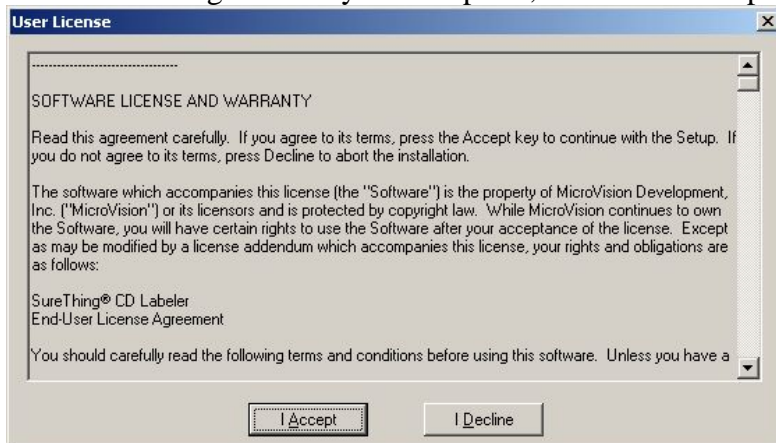 User License
---------------------------------
SOFTWARE LICENSE AND WARRANTY
Read this agreement carefully.  If you agree to its terms, press the Accept key to continue with the Setup.  If
you do not agree to its terms, press Decline to abort the installation.
The software which accompanies this license (the "Software") is the property of MicroVision Development,
Inc. ("MicroVision") or its licensors and is protected by copyright law.  While MicroVision continues to own
the Software, you will have certain rights to use the Software after your acceptance of the license.  Except
as may be modified by a license addendum which accompanies this license, your rights and obligations are
as follows:
SureThing® CD Labeler
End-User License Agreement
You should carefully read the following terms and conditions before using this software.  Unless you have a
I Accept
I Decline